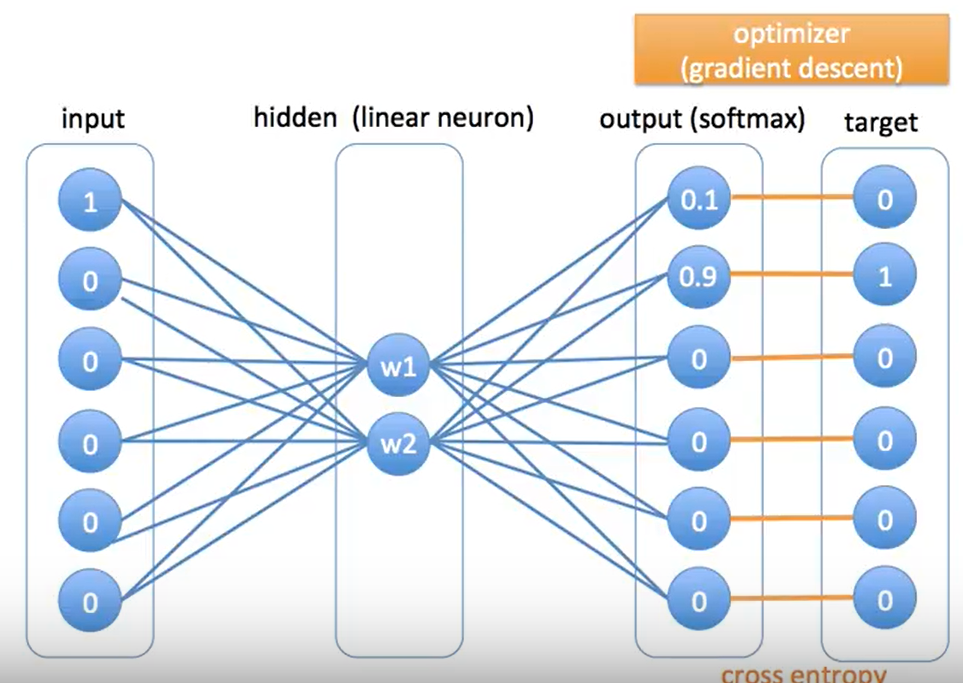 optimizer
(gradient descent)
input
hidden (linear neuron)
output (softmax)
target
1
0
0
0
0
0
w1
w2
0.1
0.9
0
0
0
0
0
1
0
0
0
0
cross entropy